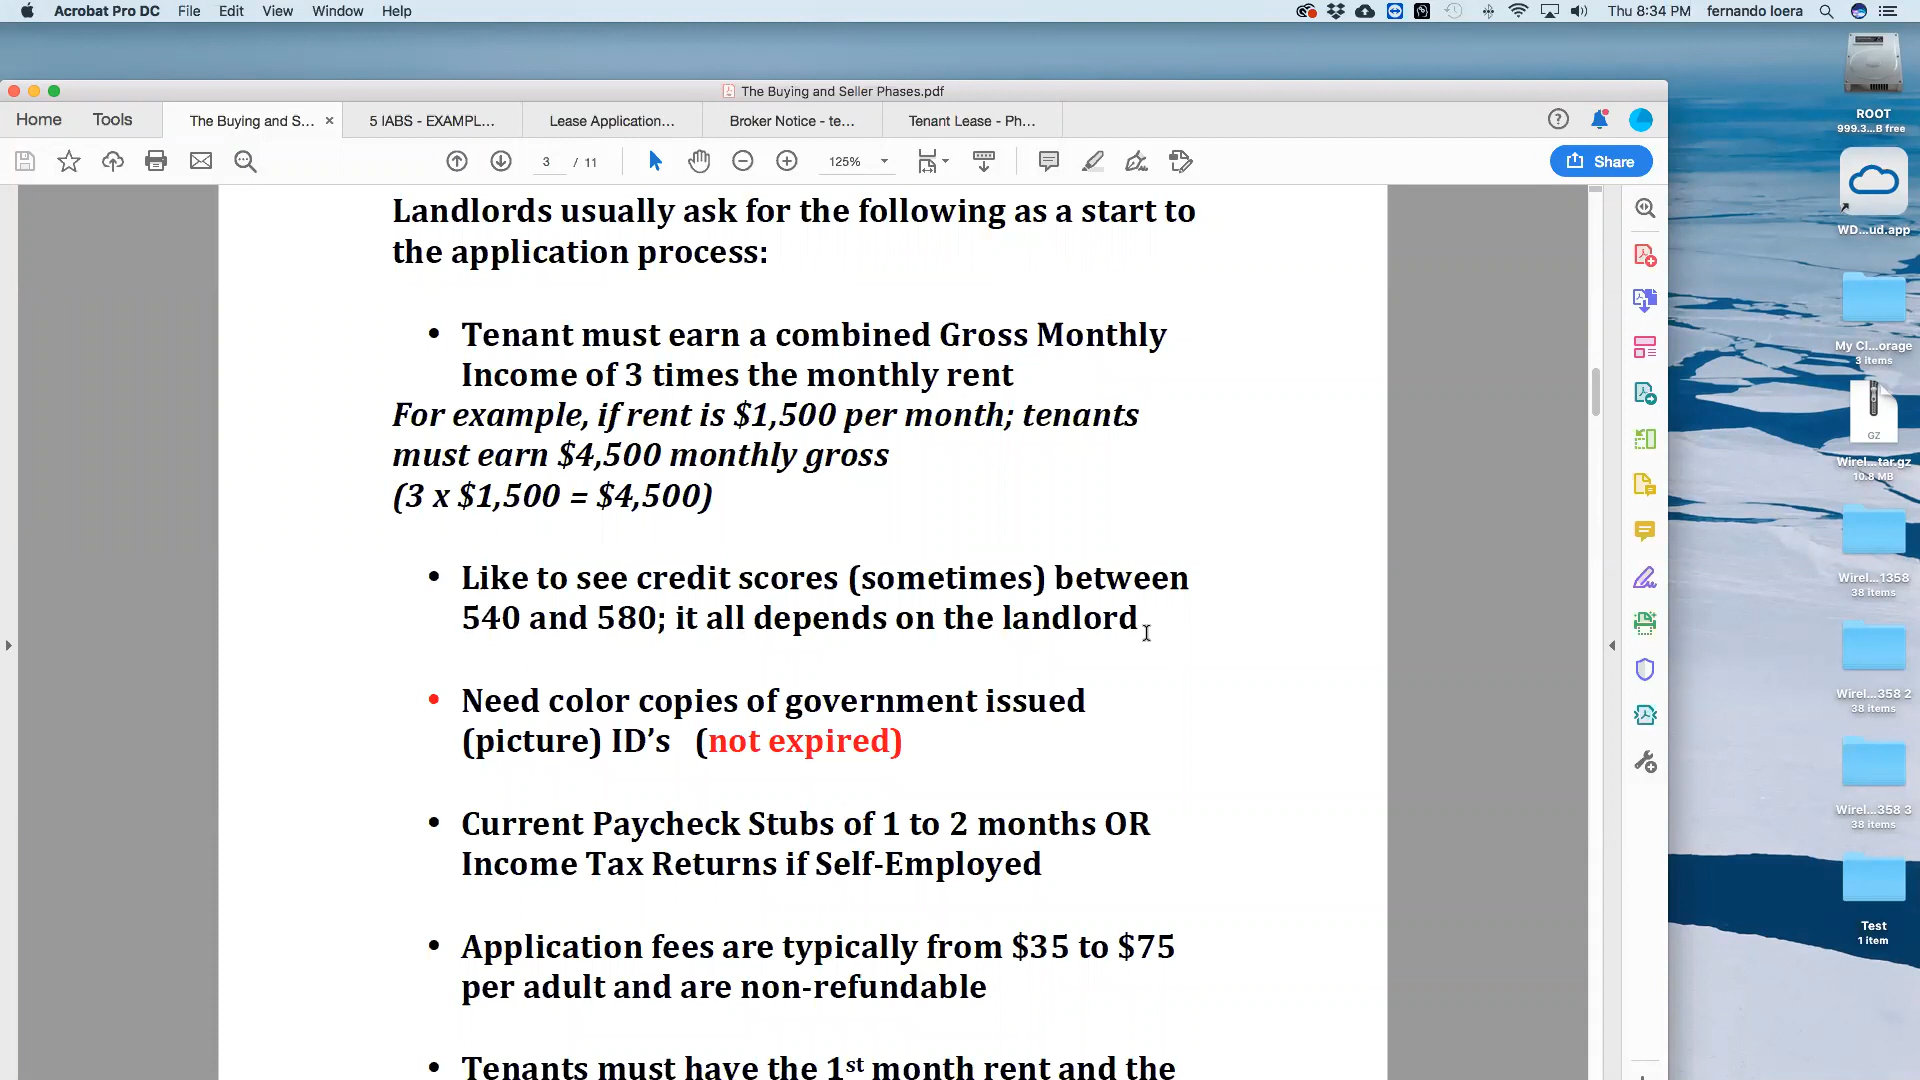 Acrobat Pro DC File Edit View Window Help Thu 8:34 PM fernando loera
The Buying and Seller Phases.pdf
Home Tools The Buying and S... × 5 IABS - EXAMPL... Lease Application... Broker Notice - te... Tenant Lease - Ph...
3 / 11 125% Share
Landlords usually ask for the following as a start to
the application process:
• Tenant must earn a combined Gross Monthly
Income of 3 times the monthly rent
For example, if rent is $1,500 per month; tenants
must earn $4,500 monthly gross
(3 x $1,500 = $4,500)
• Like to see credit scores (sometimes) between
540 and 580; it all depends on the landlord
• Need color copies of government issued
(picture) ID’s (not expired)
• Current Paycheck Stubs of 1 to 2 months OR
Income Tax Returns if Self-Employed
• Application fees are typically from $35 to $75
per adult and are non-refundable
• Tenants must have the 1st month rent and the
ROOT
999.3...B free
WD...ud.app
My Cl...orage
3 items
GZ
Wirel...tar.gz
10.8 MB
Wirel...1358
38 items
Wirel...358 2
38 items
Wirel...358 3
38 items
Test
1 item